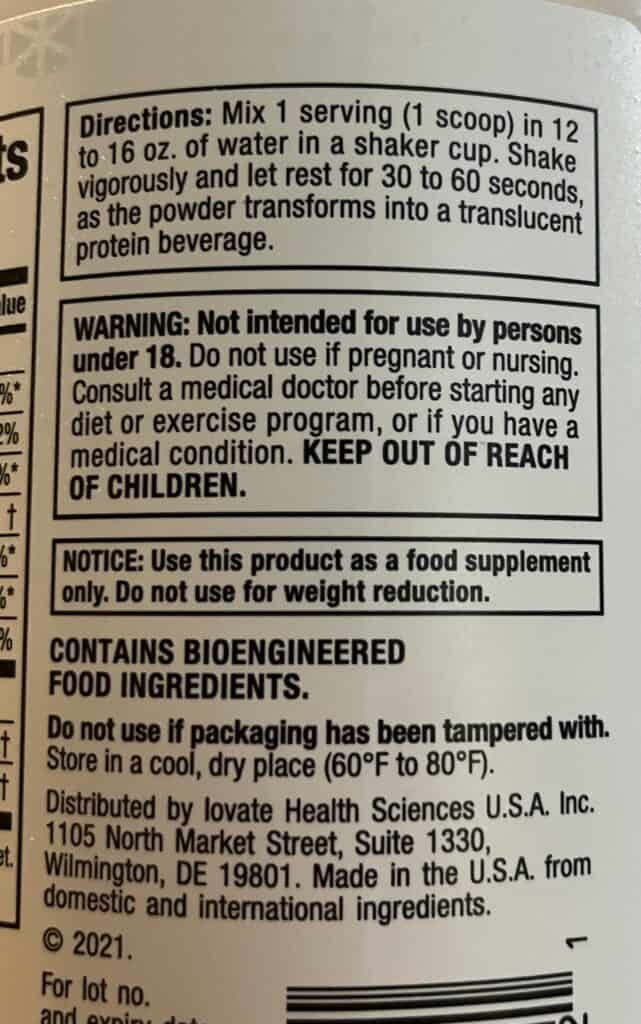 Directions: Mix 1 serving (1 scoop) in 12
to 16 oz. of water in a shaker cup. Shake
vigorously and let rest for 30 to 60 seconds,
as the powder transforms into a translucent
protein beverage.
WARNING: Not intended for use by persons
under 18. Do not use if pregnant or nursing.
Consult a medical doctor before starting any
diet or exercise program, or if you have a
medical condition. KEEP OUT OF REACH
OF CHILDREN.
NOTICE: Use this product as a food supplement
only. Do not use for weight reduction.
CONTAINS BIOENGINEERED
FOOD INGREDIENTS.
Do not use if packaging has been tampered with.
Store in a cool, dry place (60°F to 80°F).
Distributed by Iovate Health Sciences U.S.A. Inc.
1105 North Market Street, Suite 1330,
Wilmington, DE 19801. Made in the U.S.A. from
domestic and international ingredients.
© 2021.
For lot no.
and expiry
1